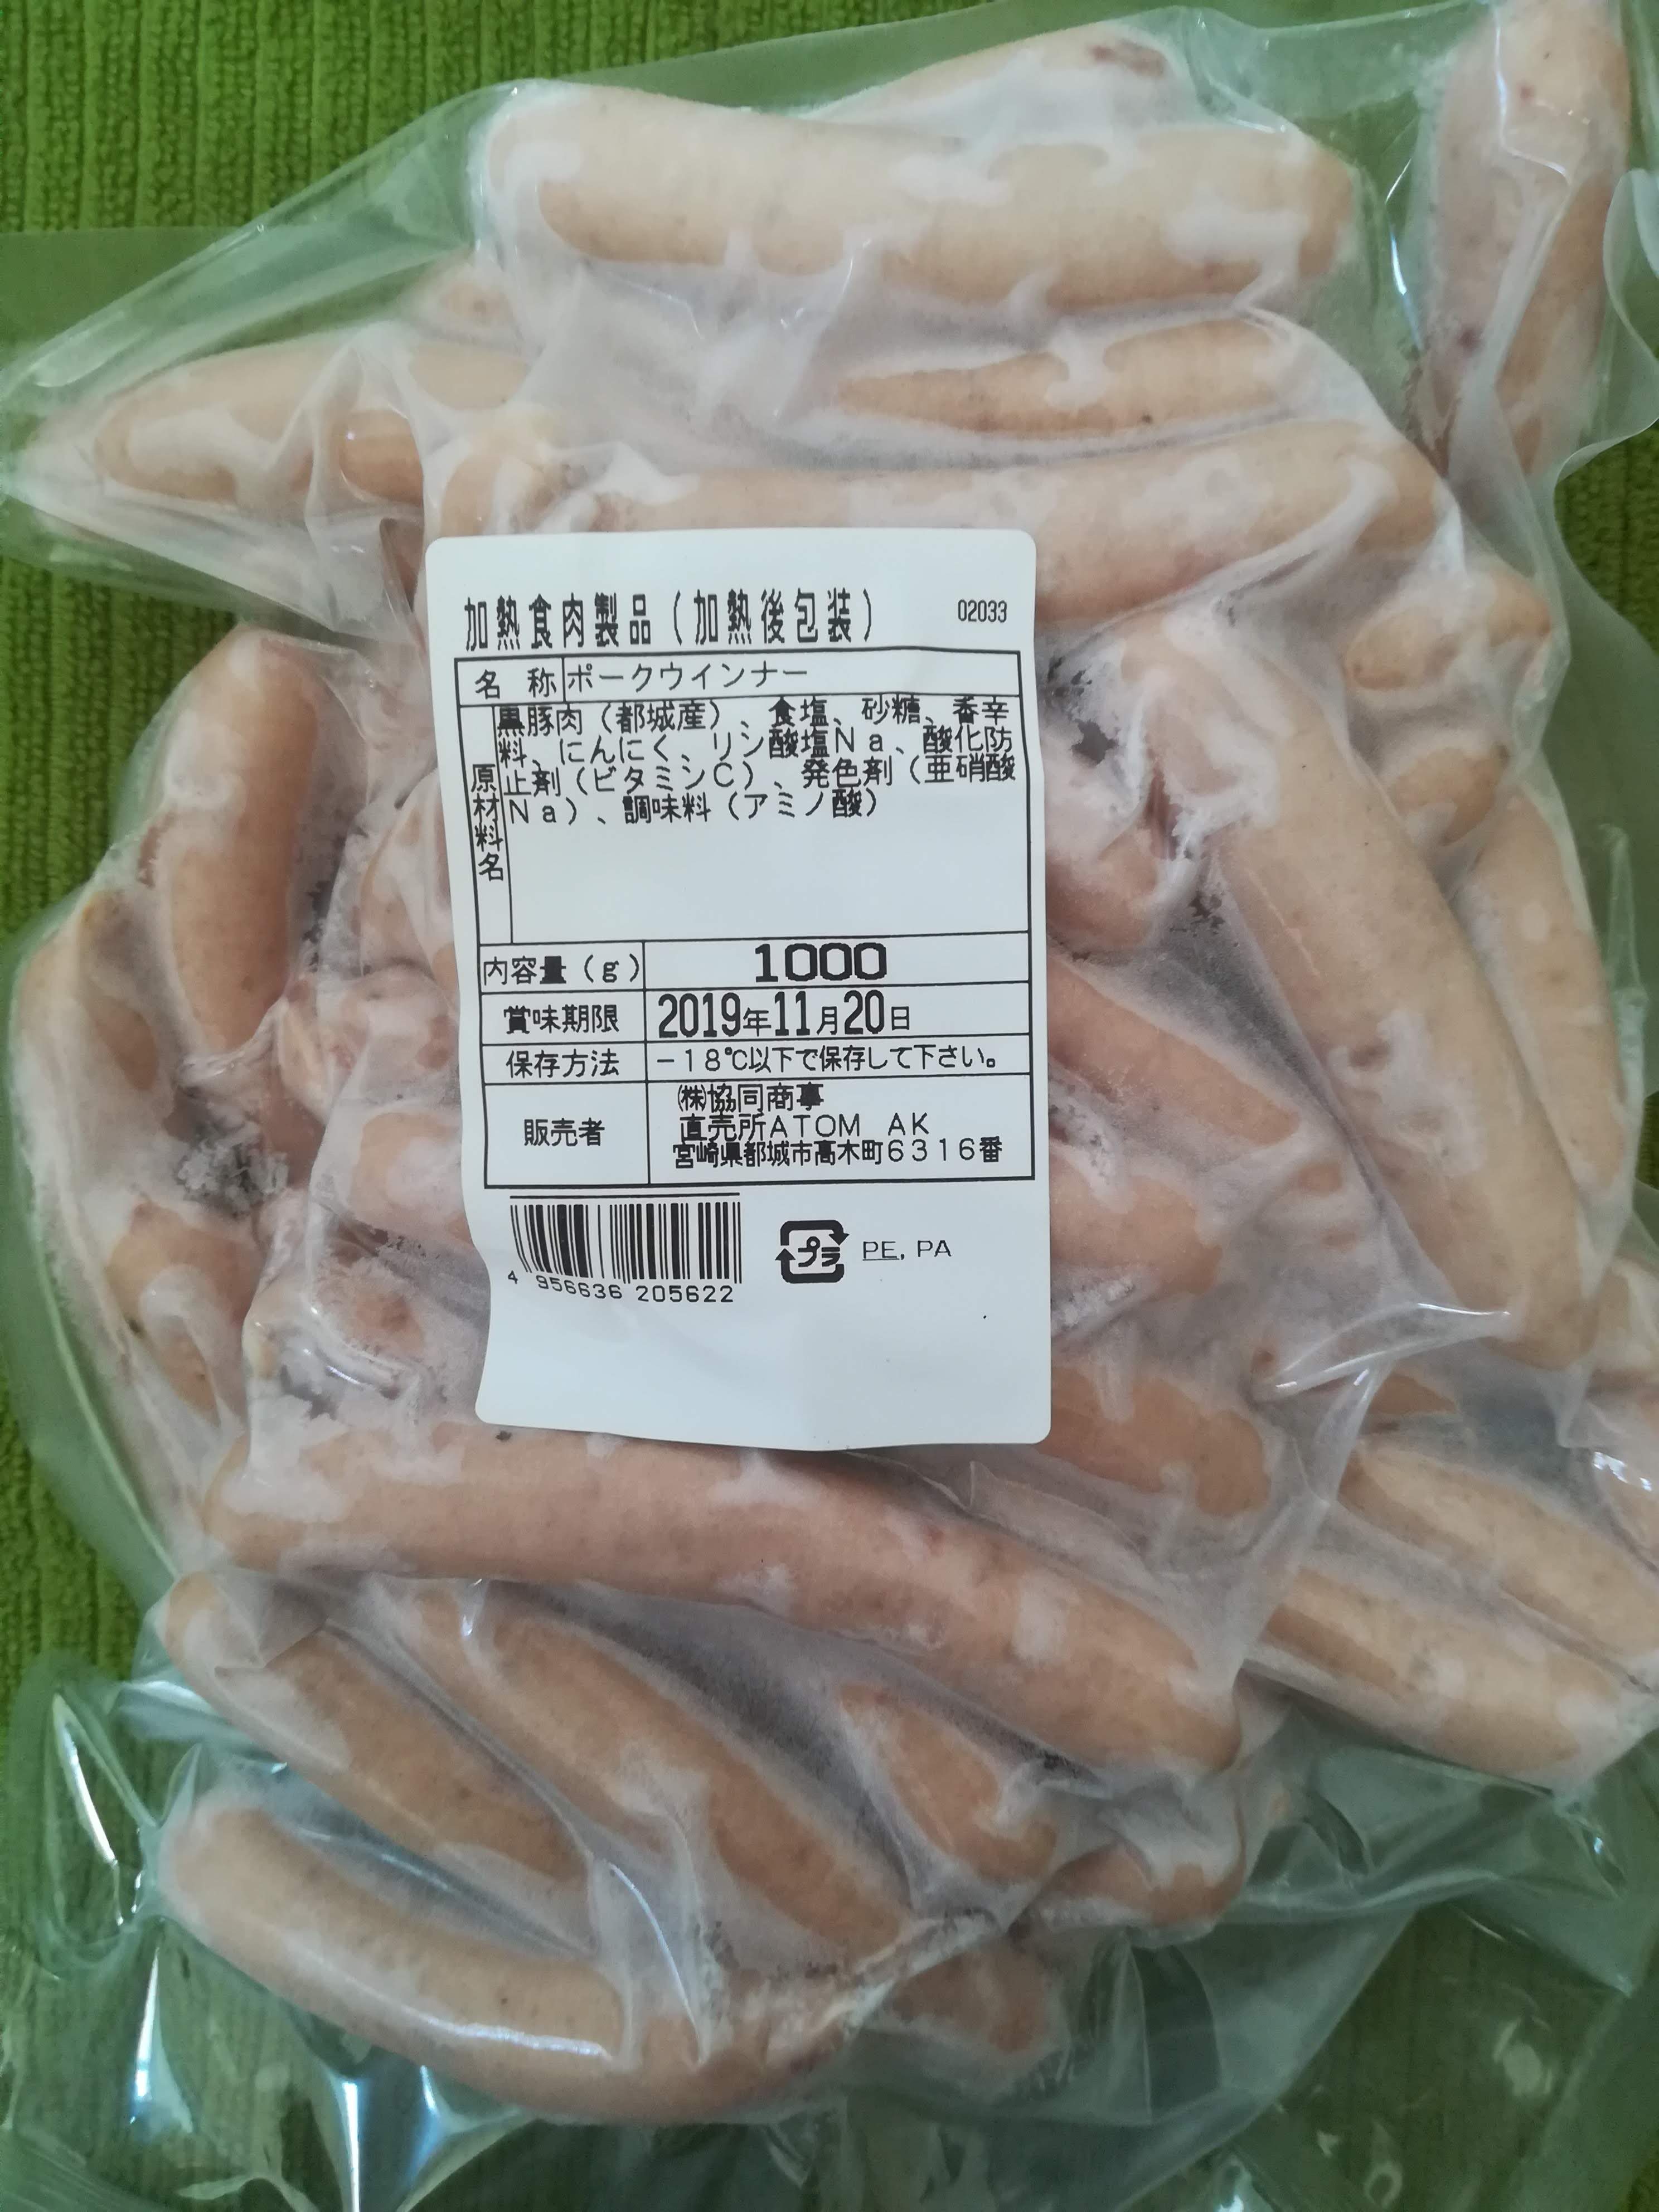 加熱食肉製品(加熱後包装) 02033
名 称 ポークウインナー
原材料名
黒豚肉(都城産)、食塩、砂糖、香辛
料、にんにく、リン酸塩Na、酸化防
止剤(ビタミンC)、発色剤(亜硝酸
Na)、調味料(アミノ酸)
内容量(g) 1000
賞味期限 2019年11月20日
保存方法 -18℃以下で保存して下さい。
販売者
㈱協同商事
直売所ATOM AK
宮崎県都城市高木町6316番
4 956636 205622
プラ PE, PA